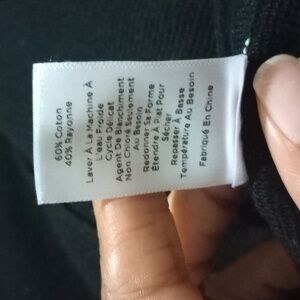 60% Coton
40% Rayonne
Laver À La Machine À
L'eau Froide
Cycle Délicat
Agent De Blanchiment
Non Chloré Seulement
Au Besoin
Redonner Sa Forme
Étendre À Plat Pour
Sécher
Repasser À Basse
Température Au Besoin
Fabriqué En Chine